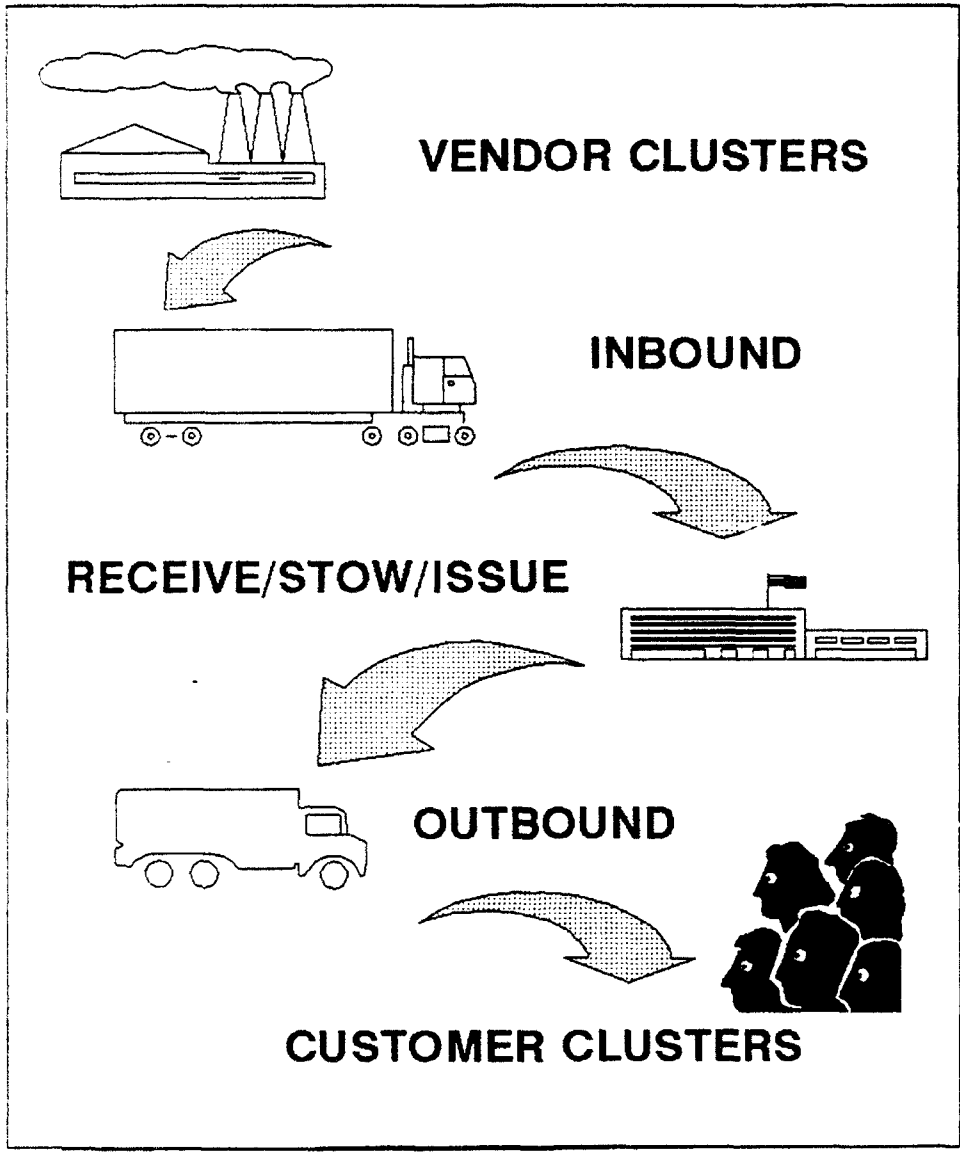 VENDOR CLUSTERS
INBOUND
RECEIVE/STOW/ISSUE
OUTBOUND
CUSTOMER CLUSTERS